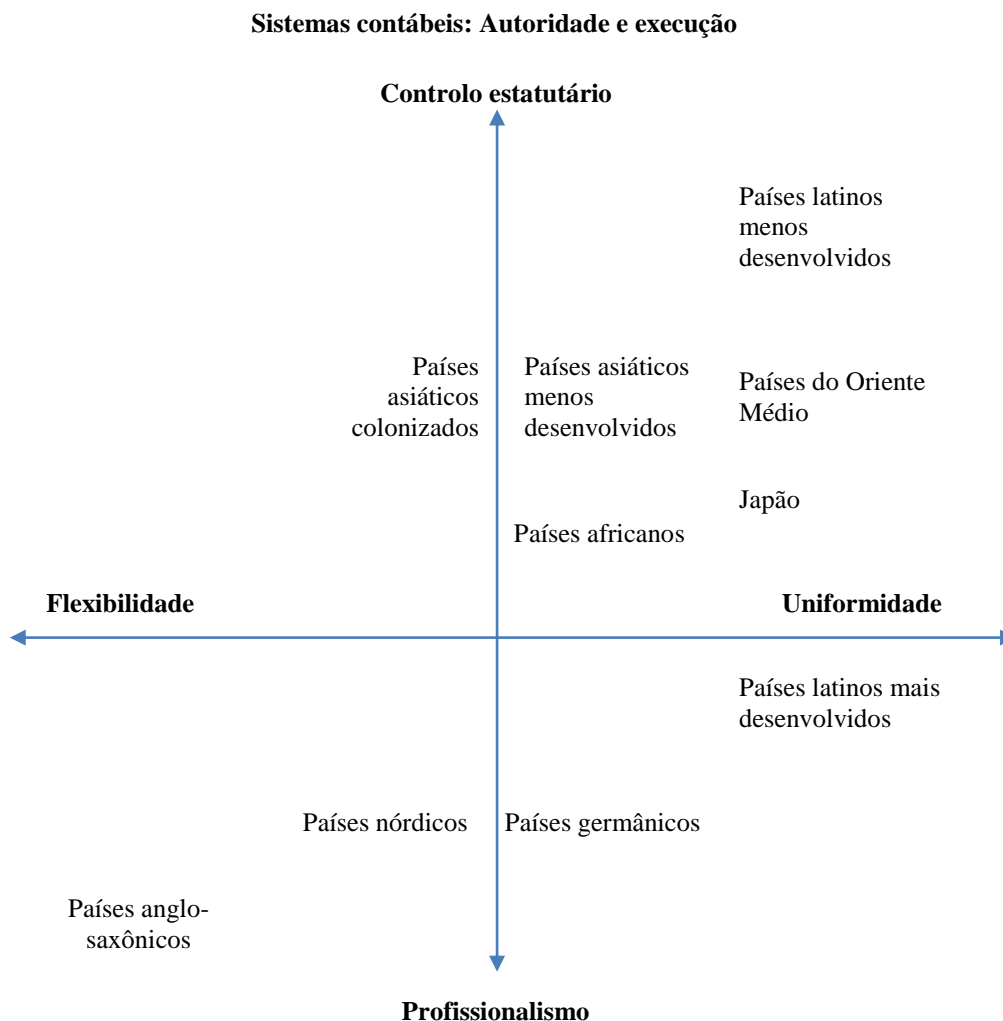 Sistemas contábeis: Autoridade e execução
Controlo estatutário
Países latinos
menos
desenvolvidos
Países
asiáticos
colonizados
Países asiáticos
menos
desenvolvidos
Países do Oriente
Médio
Japão
Países africanos
Flexibilidade
Uniformidade
Países latinos mais
desenvolvidos
Países nórdicos
Países germânicos
Países anglo-
saxônicos
Profissionalismo